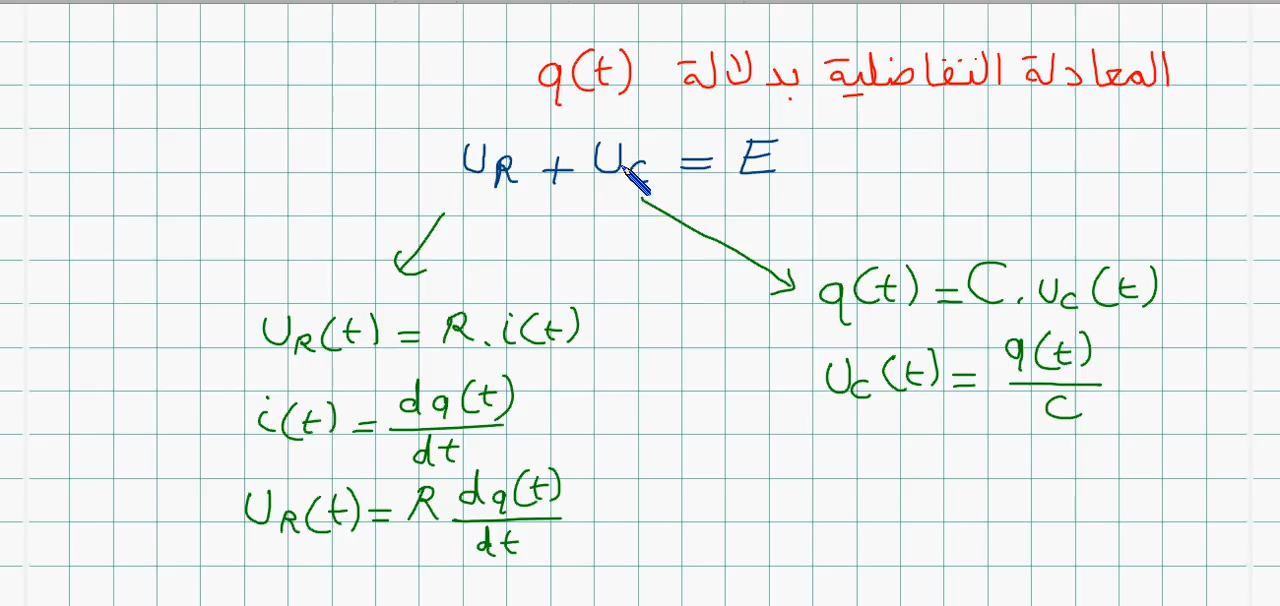 المعادلة التفاضلية بدلالة q(t)
U_R + U_C = E
q(t) = C . u_C(t)
U_R(t) = R . i(t)
U_C(t) = q(t)/C
i(t) = dq(t)/dt
U_R(t) = R dq(t)/dt